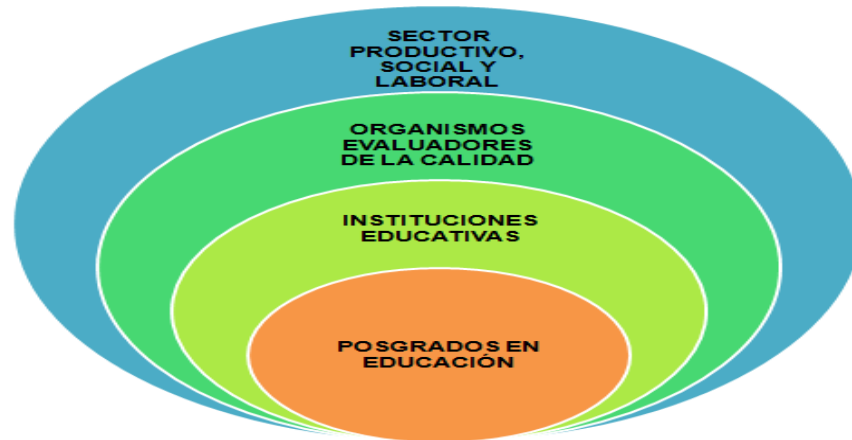 SECTOR
PRODUCTIVO,
SOCIAL Y
LABORAL
ORGANISMOS
EVALUADORES
DE LA CALIDAD
INSTITUCIONES
EDUCATIVAS
POSGRADOS EN
EDUCACIÓN